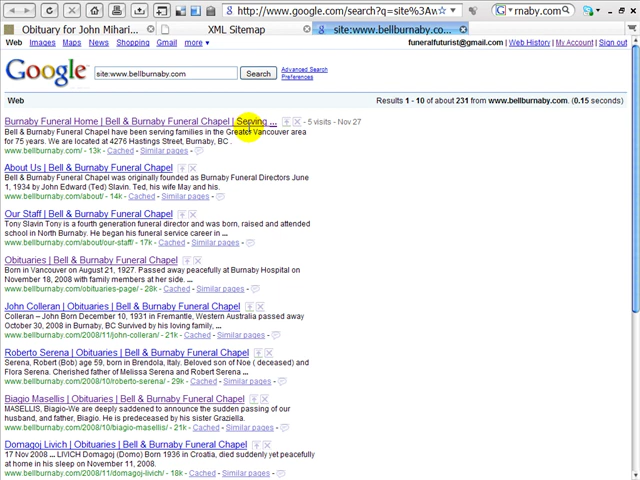 http://www.google.com/search?q=site%3Aw
rnaby.com
Obituary for John Mihari...
XML Sitemap
site:www.bellburnaby.co...
Web Images Maps News Shopping Gmail more
funeralfuturist@gmail.com | Web History | My Account | Sign out
Google
site:www.bellburnaby.com
Search
Advanced Search
Preferences
Web
Results 1 - 10 of about 231 from www.bellburnaby.com. (0.15 seconds)
Burnaby Funeral Home | Bell & Burnaby Funeral Chapel | Serving ... - 5 visits - Nov 27
Bell & Burnaby Funeral Chapel have been serving families in the Greater Vancouver area
for 75 years. We are located at 4276 Hastings Street, Burnaby, BC .
www.bellburnaby.com/ - 13k - Cached - Similar pages -
About Us | Bell & Burnaby Funeral Chapel
Bell & Burnaby Funeral Chapel was originally founded as Burnaby Funeral Directors June
1, 1934 by John Edward (Ted) Slavin. Ted, his wife May and his.
www.bellburnaby.com/about/ - 14k - Cached - Similar pages -
Our Staff | Bell & Burnaby Funeral Chapel
Tony Slavin Tony is a fourth generation funeral director and was born, raised and attended
school in North Burnaby. He began his funeral service career in ...
www.bellburnaby.com/about/our-staff/ - 17k - Cached - Similar pages -
Obituaries | Bell & Burnaby Funeral Chapel
Born in Vancouver on August 21, 1927. Passed away peacefully at Burnaby Hospital on
November 18, 2008 with family members at her side. ...
www.bellburnaby.com/obituaries-page/ - 28k - Cached - Similar pages -
John Colleran | Obituaries | Bell & Burnaby Funeral Chapel
Colleran – John Born December 10, 1931 in Fremantle, Western Australia passed away
October 30, 2008 in Burnaby, BC Survived by his loving family, ...
www.bellburnaby.com/2008/11/john-colleran/ - 21k - Cached - Similar pages -
Roberto Serena | Obituaries | Bell & Burnaby Funeral Chapel
Serena, Robert (Bob) age 59, born in Brendola, Italy. Beloved son of Noe ( deceased) and
Flora Serena. Cherished father of Melissa Serena and Robert Serena ...
www.bellburnaby.com/2008/10/roberto-serena/ - 29k - Cached - Similar pages -
Biagio Masellis | Obituaries | Bell & Burnaby Funeral Chapel
MASELLIS, Biagio-We are deeply saddened to announce the sudden passing of our
husband, and father, Biagio. He is predeceased by his sister Graziella.
www.bellburnaby.com/2008/10/biagio-masellis/ - 21k - Cached - Similar pages -
Domagoj Livich | Obituaries | Bell & Burnaby Funeral Chapel
17 Nov 2008 ... LIVICH Domagoj (Domo) Born 1936 in Croatia, died suddenly yet peacefully
at home in his sleep on November 11, 2008.
www.bellburnaby.com/2008/11/domagoj-livich/ - 18k - Cached - Similar pages -